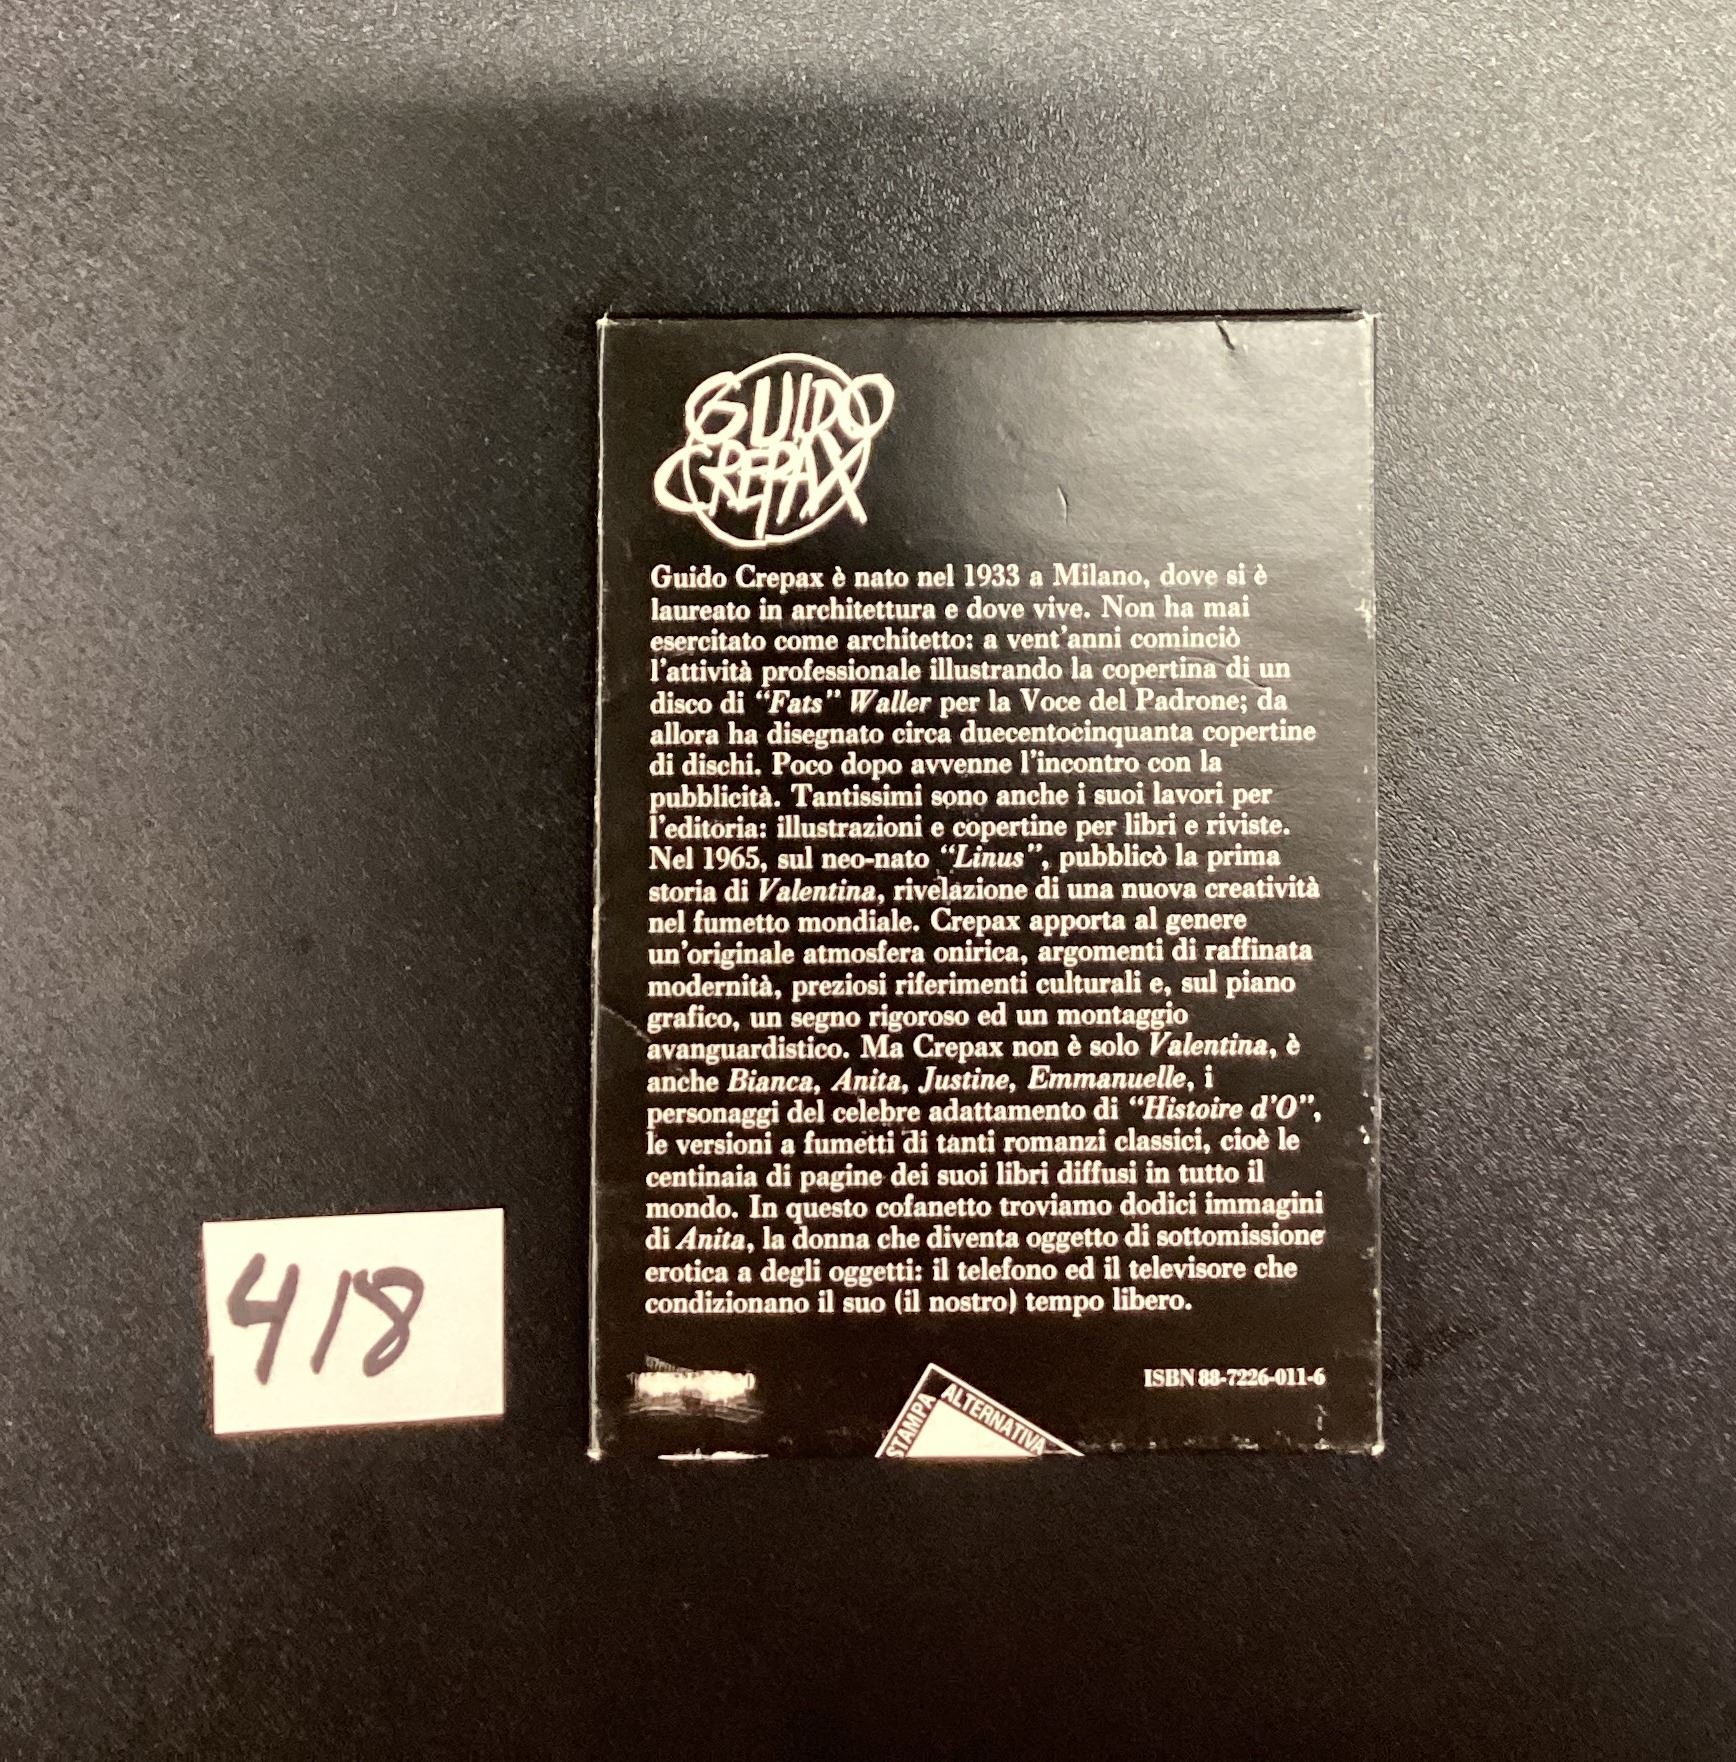 GUIDO
CREPAX
Guido Crepax è nato nel 1933 a Milano, dove si è
laureato in architettura e dove vive. Non ha mai
esercitato come architetto: a vent'anni cominciò
l'attività professionale illustrando la copertina di un
disco di “Fats” Waller per la Voce del Padrone; da
allora ha disegnato circa duecentocinquanta copertine
di dischi. Poco dopo avvenne l'incontro con la
pubblicità. Tantissimi sono anche i suoi lavori per
l'editoria: illustrazioni e copertine per libri e riviste.
Nel 1965, sul neo-nato “Linus”, pubblicò la prima
storia di Valentina, rivelazione di una nuova creatività
nel fumetto mondiale. Crepax apporta al genere
un'originale atmosfera onirica, argomenti di raffinata
modernità, preziosi riferimenti culturali e, sul piano
grafico, un segno rigoroso ed un montaggio
avanguardistico. Ma Crepax non è solo Valentina, è
anche Bianca, Anita, Justine, Emmanuelle, i
personaggi del celebre adattamento di “Histoire d'O”,
le versioni a fumetti di tanti romanzi classici, cioè le
centinaia di pagine dei suoi libri diffusi in tutto il
mondo. In questo cofanetto troviamo dodici immagini
di Anita, la donna che diventa oggetto di sottomissione
erotica a degli oggetti: il telefono ed il televisore che
condizionano il suo (il nostro) tempo libero.
418
STAMPA
ALTERNATIVA
ISBN 88-7226-011-6